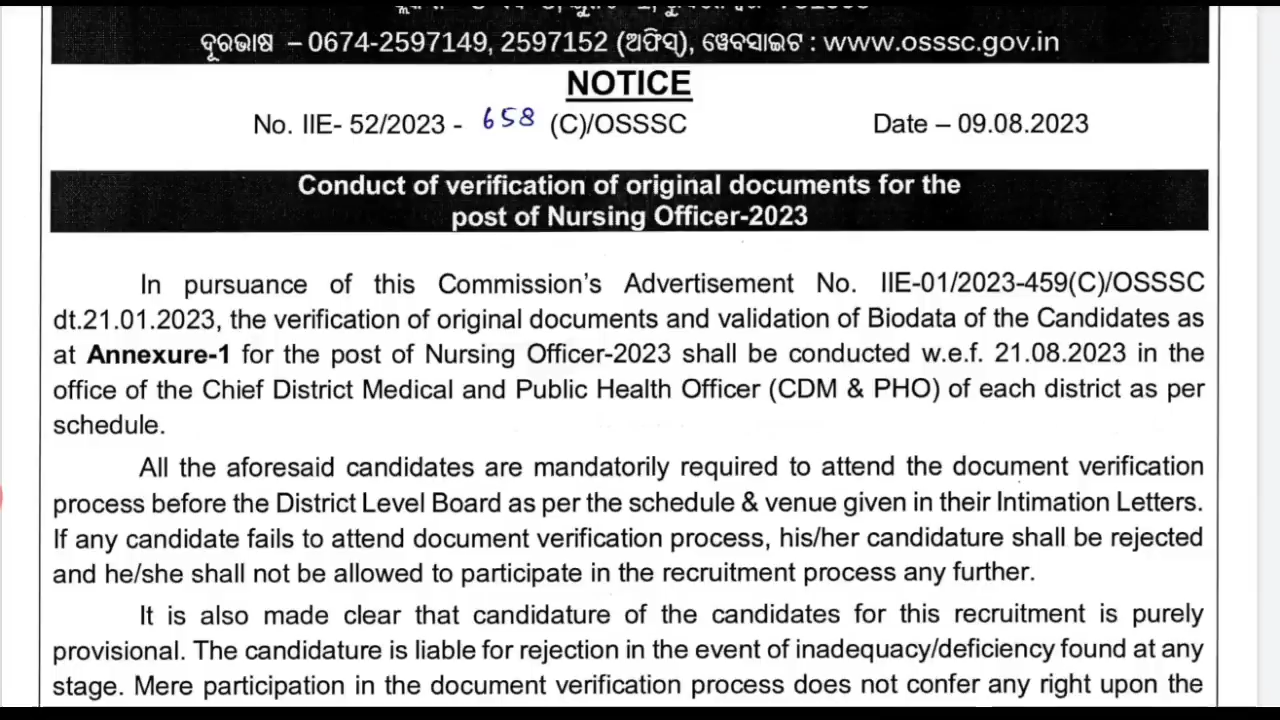 ଦୂରଭାଷ – 0674-2597149, 2597152 (ଅଫିସ୍), ୱେବସାଇଟ : www.osssc.gov.in
NOTICE
No. IIE- 52/2023 - 658 (C)/OSSSC Date – 09.08.2023
Conduct of verification of original documents for the
post of Nursing Officer-2023
In pursuance of this Commission's Advertisement No. IIE-01/2023-459(C)/OSSSC
dt.21.01.2023, the verification of original documents and validation of Biodata of the Candidates as
at Annexure-1 for the post of Nursing Officer-2023 shall be conducted w.e.f. 21.08.2023 in the
office of the Chief District Medical and Public Health Officer (CDM & PHO) of each district as per
schedule.
All the aforesaid candidates are mandatorily required to attend the document verification
process before the District Level Board as per the schedule & venue given in their Intimation Letters.
If any candidate fails to attend document verification process, his/her candidature shall be rejected
and he/she shall not be allowed to participate in the recruitment process any further.
It is also made clear that candidature of the candidates for this recruitment is purely
provisional. The candidature is liable for rejection in the event of inadequacy/deficiency found at any
stage. Mere participation in the document verification process does not confer any right upon the